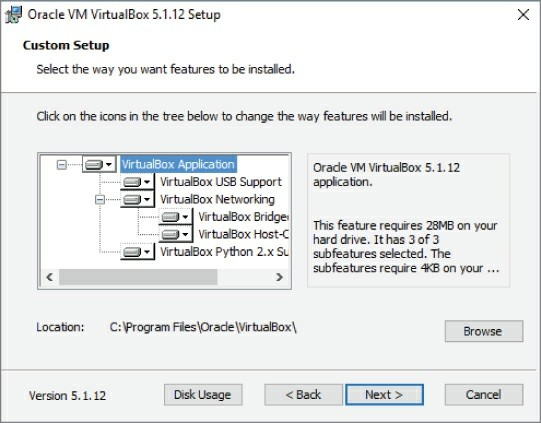 Oracle VM VirtualBox 5.1.12 Setup
Custom Setup
Select the way you want features to be installed.
Click on the icons in the tree below to change the way features will be installed.
VirtualBox Application
VirtualBox USB Support
VirtualBox Networking
VirtualBox Bridge
VirtualBox Host-C
VirtualBox Python 2.x Su
Oracle VM VirtualBox 5.1.12
application.
This feature requires 28MB on your
hard drive. It has 3 of 3
subfeatures selected. The
subfeatures require 4KB on your ...
Location: C:\Program Files\Oracle\VirtualBox\
Browse
Version 5.1.12 Disk Usage < Back Next > Cancel